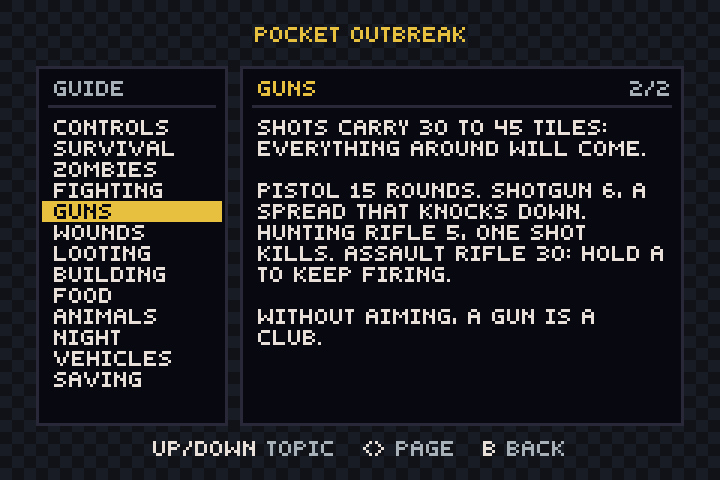 POCKET OUTBREAK
GUIDE
CONTROLS
SURVIVAL
ZOMBIES
FIGHTING
GUNS
WOUNDS
LOOTING
BUILDING
FOOD
ANIMALS
NIGHT
VEHICLES
SAVING
GUNS 2/2
SHOTS CARRY 30 TO 45 TILES:
EVERYTHING AROUND WILL COME.
PISTOL 15 ROUNDS. SHOTGUN 6, A
SPREAD THAT KNOCKS DOWN.
HUNTING RIFLE 5, ONE SHOT
KILLS. ASSAULT RIFLE 30: HOLD A
TO KEEP FIRING.
WITHOUT AIMING, A GUN IS A
CLUB.
UP/DOWN TOPIC <> PAGE B BACK